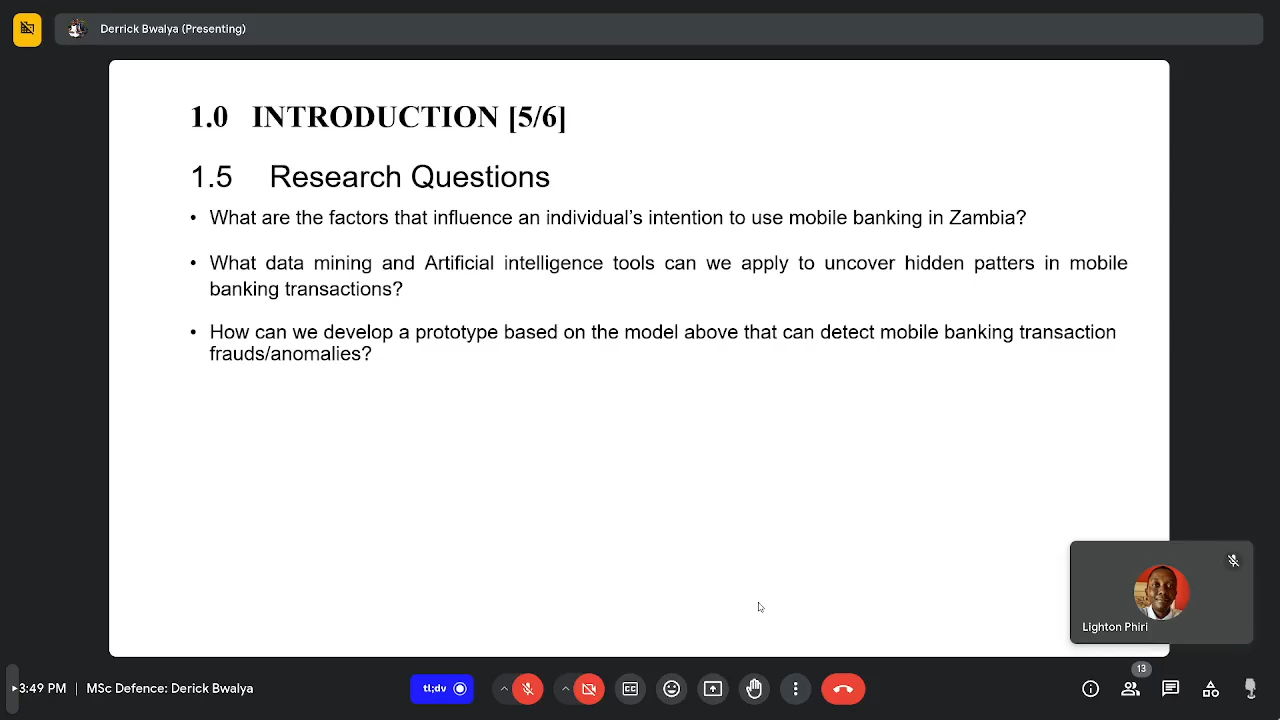 Derrick Bwalya (Presenting)
1.0 INTRODUCTION [5/6]
1.5 Research Questions
• What are the factors that influence an individual's intention to use mobile banking in Zambia?
• What data mining and Artificial intelligence tools can we apply to uncover hidden patters in mobile
banking transactions?
• How can we develop a prototype based on the model above that can detect mobile banking transaction
frauds/anomalies?
Lighton Phiri
3:49 PM | MSc Defence: Derick Bwalya
tl;dv
CC
13